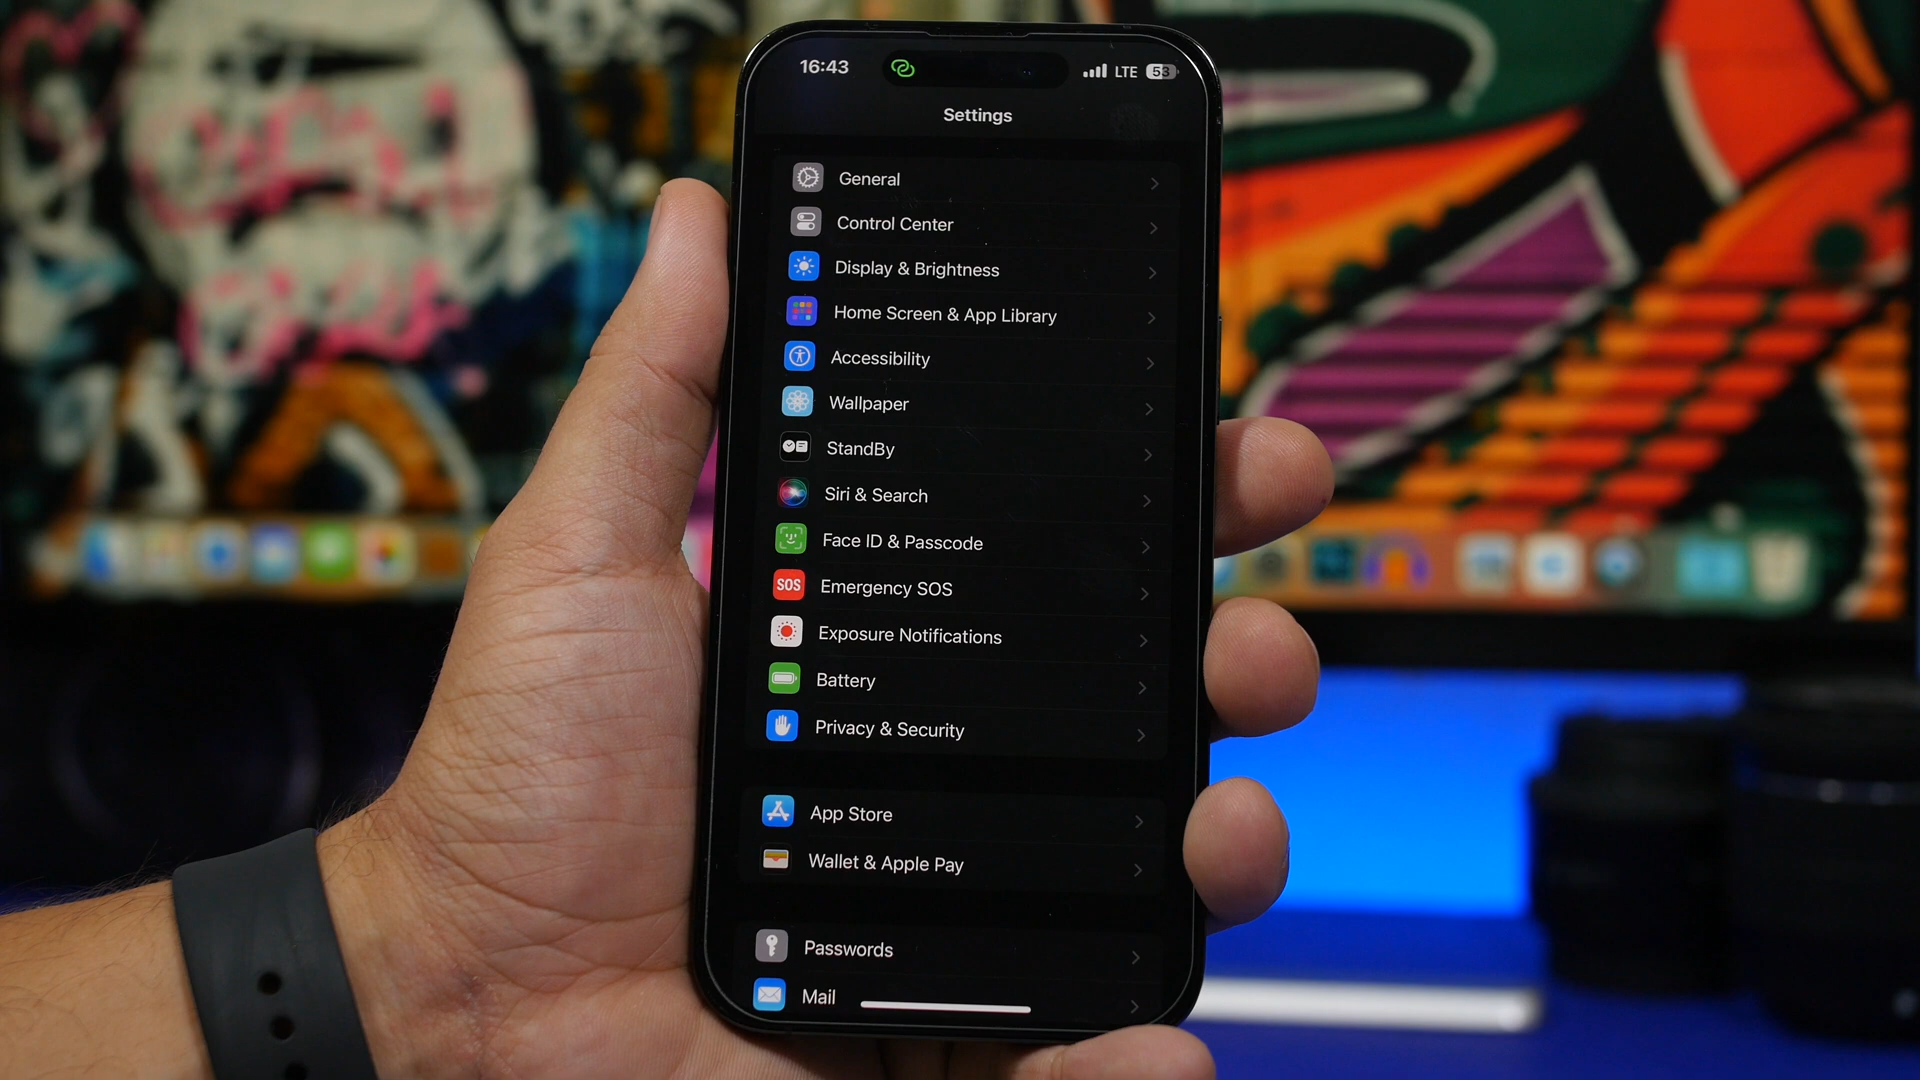 16:43 LTE 53
Settings
General
Control Center
Display & Brightness
Home Screen & App Library
Accessibility
Wallpaper
StandBy
Siri & Search
Face ID & Passcode
SOS Emergency SOS
Exposure Notifications
Battery
Privacy & Security
App Store
Wallet & Apple Pay
Passwords
Mail